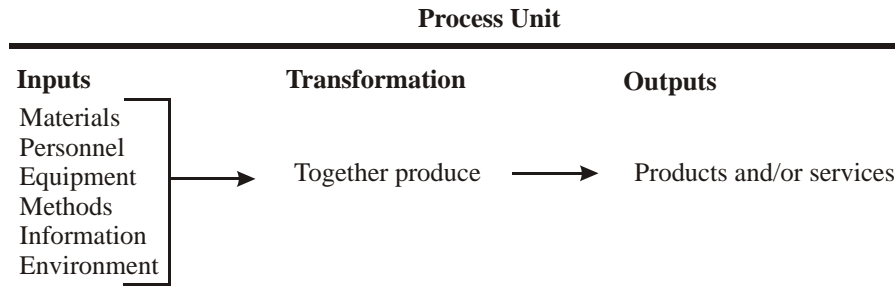 Process Unit
Inputs
Transformation
Outputs
Materials
Personnel
Equipment
Methods
Information
Environment
Together produce
Products and/or services